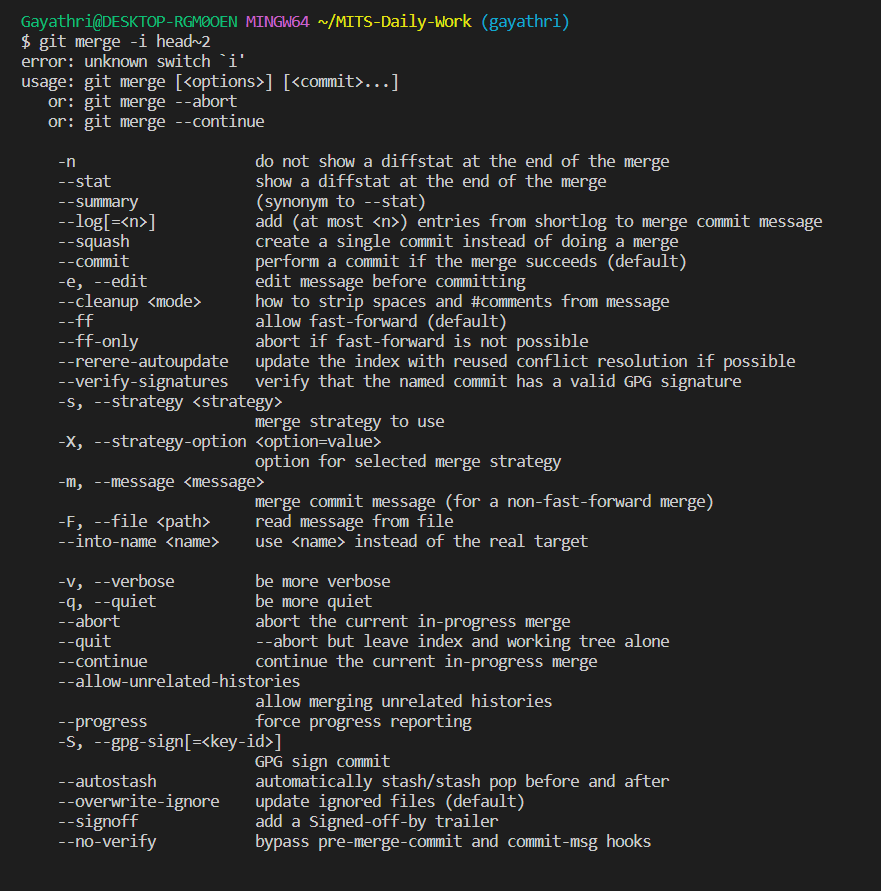 Gayathri@DESKTOP-RGM0OEN MINGW64 ~/MITS-Daily-Work (gayathri)
$ git merge -i head~2
error: unknown switch `i'
usage: git merge [<options>] [<commit>...]
   or: git merge --abort
   or: git merge --continue

    -n                    do not show a diffstat at the end of the merge
    --stat                show a diffstat at the end of the merge
    --summary             (synonym to --stat)
    --log[=<n>]           add (at most <n>) entries from shortlog to merge commit message
    --squash              create a single commit instead of doing a merge
    --commit              perform a commit if the merge succeeds (default)
    -e, --edit            edit message before committing
    --cleanup <mode>      how to strip spaces and #comments from message
    --ff                  allow fast-forward (default)
    --ff-only             abort if fast-forward is not possible
    --rerere-autoupdate   update the index with reused conflict resolution if possible
    --verify-signatures   verify that the named commit has a valid GPG signature
    -s, --strategy <strategy>
                          merge strategy to use
    -X, --strategy-option <option=value>
                          option for selected merge strategy
    -m, --message <message>
                          merge commit message (for a non-fast-forward merge)
    -F, --file <path>     read message from file
    --into-name <name>    use <name> instead of the real target

    -v, --verbose         be more verbose
    -q, --quiet           be more quiet
    --abort               abort the current in-progress merge
    --quit                --abort but leave index and working tree alone
    --continue            continue the current in-progress merge
    --allow-unrelated-histories
                          allow merging unrelated histories
    --progress            force progress reporting
    -S, --gpg-sign[=<key-id>]
                          GPG sign commit
    --autostash           automatically stash/stash pop before and after
    --overwrite-ignore    update ignored files (default)
    --signoff             add a Signed-off-by trailer
    --no-verify           bypass pre-merge-commit and commit-msg hooks